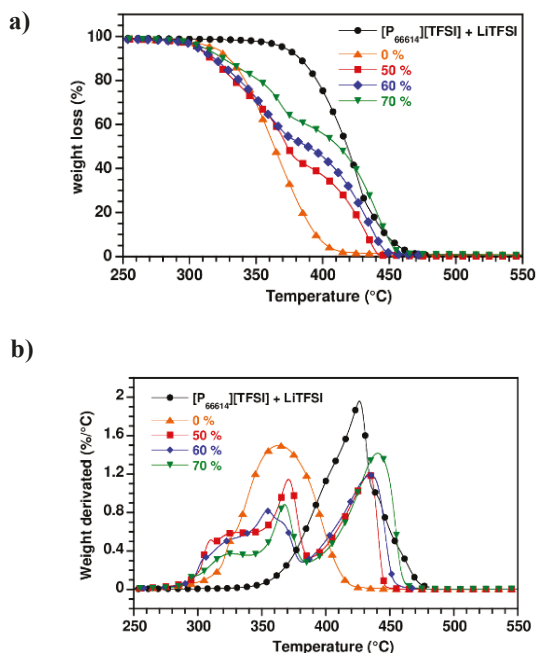 a)
[P66614][TFSI] + LiTFSI
0 %
50 %
60 %
70 %
100
80
60
40
20
0
weight loss (%)
250 300 350 400 450 500 550
Temperature (°C)
b)
[P66614][TFSI] + LiTFSI
0 %
50 %
60 %
70 %
2
1.6
1.2
0.8
0.4
0
Weight derivated (%/°C)
250 300 350 400 450 500 550
Temperature (°C)